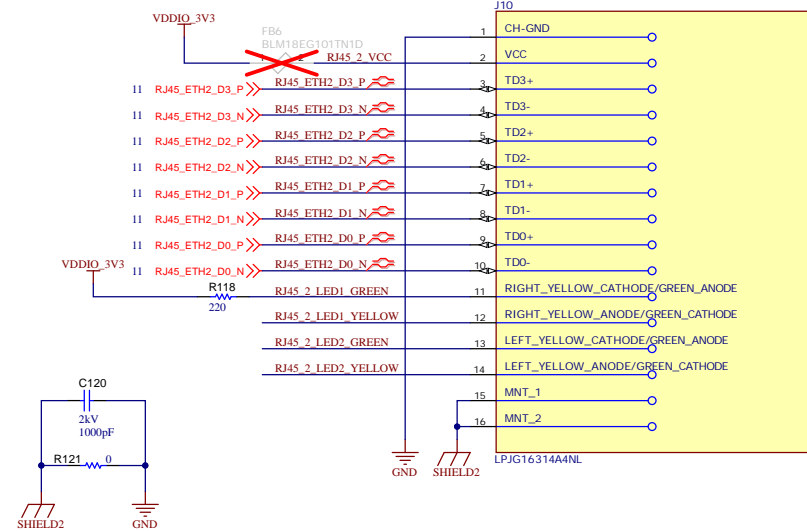 J10
VDDIO_3V3
FB6
BLM18EG101TN1D
1 2 RJ45_2_VCC
1 CH-GND
2 VCC
11 RJ45_ETH2_D3_P RJ45_ETH2_D3_P 3 TD3+
11 RJ45_ETH2_D3_N RJ45_ETH2_D3_N 4 TD3-
11 RJ45_ETH2_D2_P RJ45_ETH2_D2_P 5 TD2+
11 RJ45_ETH2_D2_N RJ45_ETH2_D2_N 6 TD2-
11 RJ45_ETH2_D1_P RJ45_ETH2_D1_P 7 TD1+
11 RJ45_ETH2_D1_N RJ45_ETH2_D1_N 8 TD1-
11 RJ45_ETH2_D0_P RJ45_ETH2_D0_P 9 TD0+
11 RJ45_ETH2_D0_N RJ45_ETH2_D0_N 10 TD0-
VDDIO_3V3
R118
220
RJ45_2_LED1_GREEN 11 RIGHT_YELLOW_CATHODE/GREEN_ANODE
RJ45_2_LED1_YELLOW 12 RIGHT_YELLOW_ANODE/GREEN_CATHODE
RJ45_2_LED2_GREEN 13 LEFT_YELLOW_CATHODE/GREEN_ANODE
RJ45_2_LED2_YELLOW 14 LEFT_YELLOW_ANODE/GREEN_CATHODE
15 MNT_1
16 MNT_2
LPJG16314A4NL
GND
SHIELD2
C120
2kV
1000pF
R121 0
SHIELD2
GND